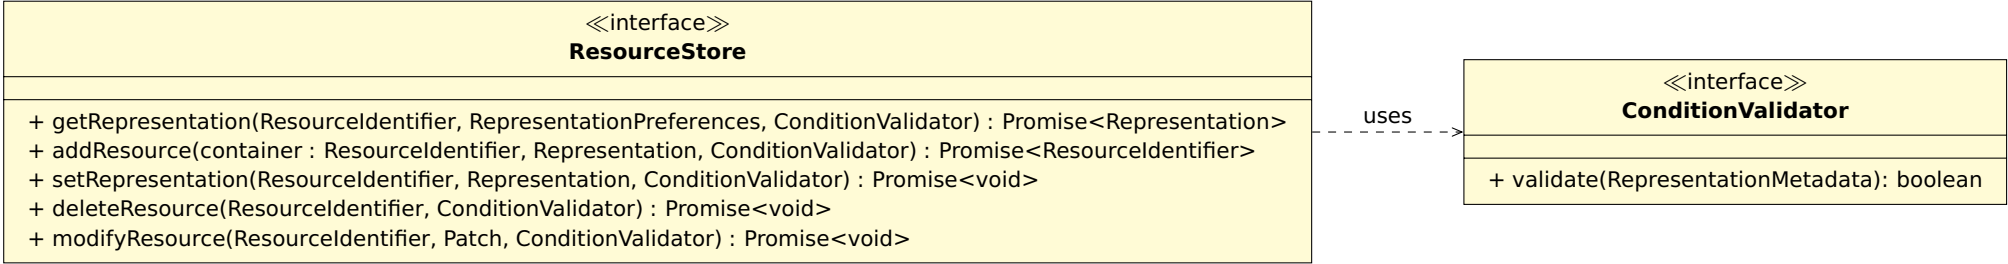 ≪interface≫
ResourceStore
+ getRepresentation(ResourceIdentifier, RepresentationPreferences, ConditionValidator) : Promise<Representation>
+ addResource(container : ResourceIdentifier, Representation, ConditionValidator) : Promise<ResourceIdentifier>
+ setRepresentation(ResourceIdentifier, Representation, ConditionValidator) : Promise<void>
+ deleteResource(ResourceIdentifier, ConditionValidator) : Promise<void>
+ modifyResource(ResourceIdentifier, Patch, ConditionValidator) : Promise<void>
uses
≪interface≫
ConditionValidator
+ validate(RepresentationMetadata): boolean